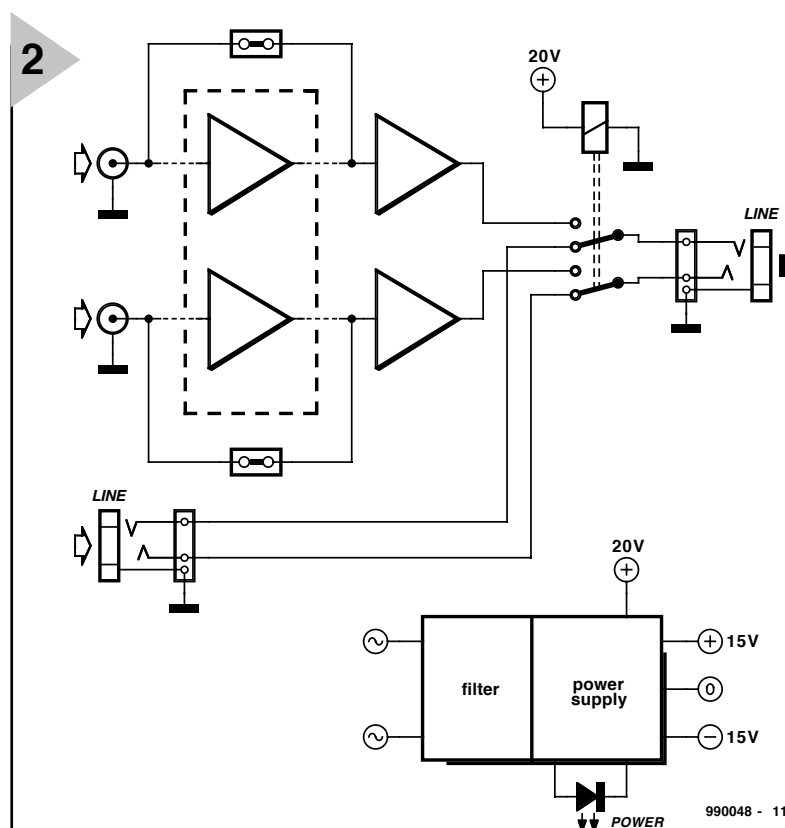 2
20V
LINE
LINE
20V
filter
power
supply
+ 15V
0
− 15V
POWER
990048 - 11